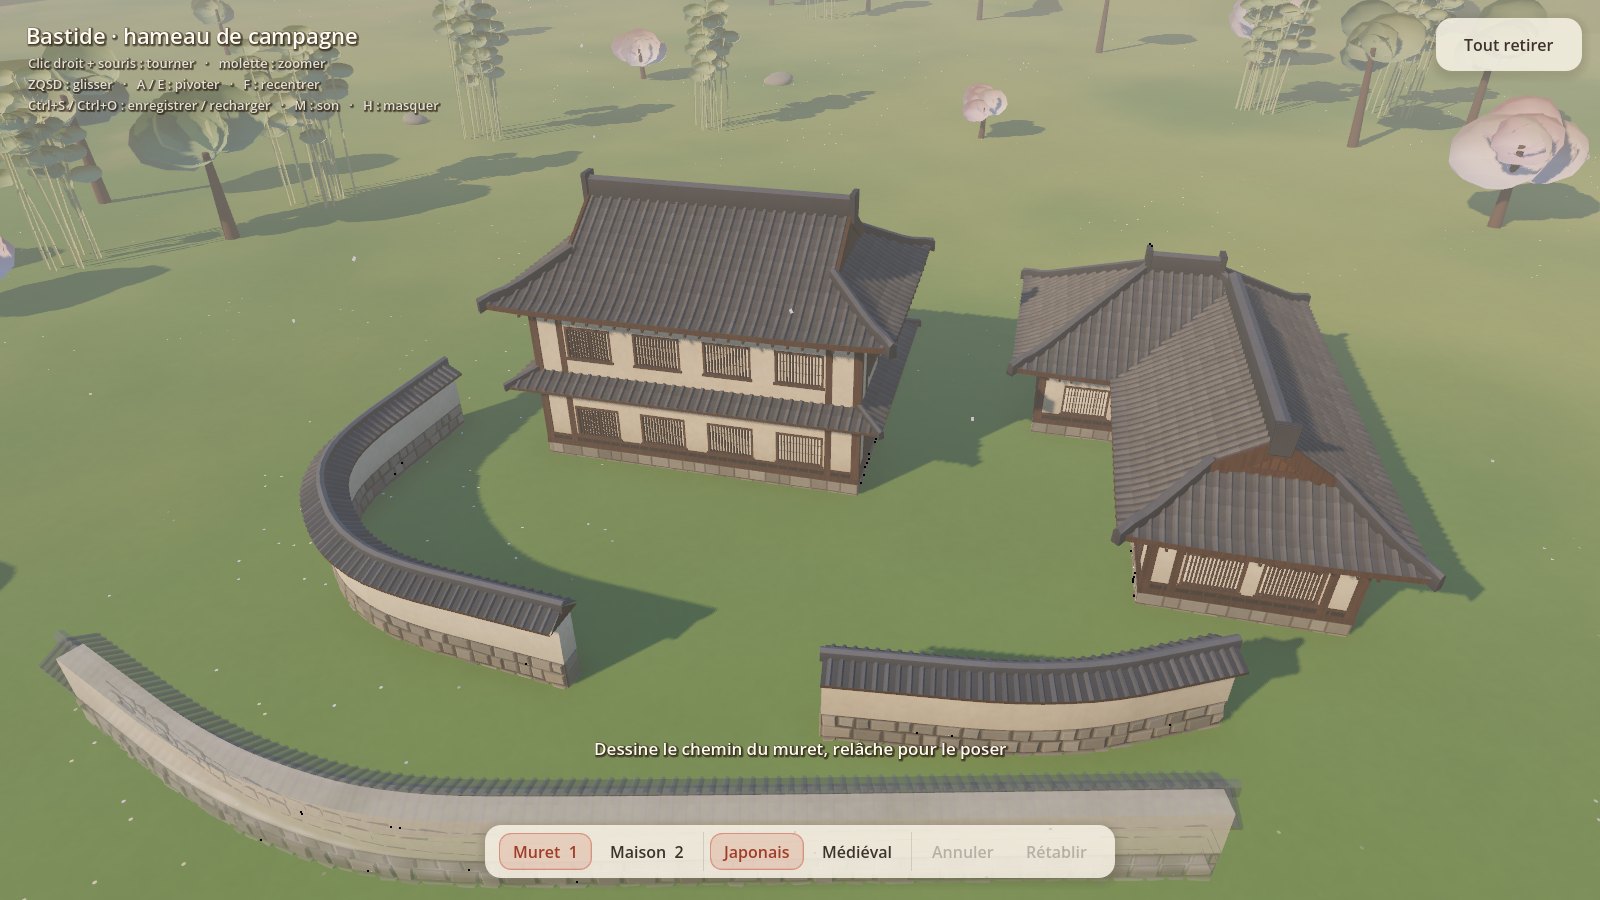 Bastide · hameau de campagne
Clic droit + souris : tourner · molette : zoomer
ZQSD : glisser · A / E : pivoter · F : recentrer
Ctrl+S / Ctrl+O : enregistrer / recharger · M : son · H : masquer
Tout retirer
Dessine le chemin du muret, relâche pour le poser
Muret 1 Maison 2 Japonais Médiéval Annuler Rétablir